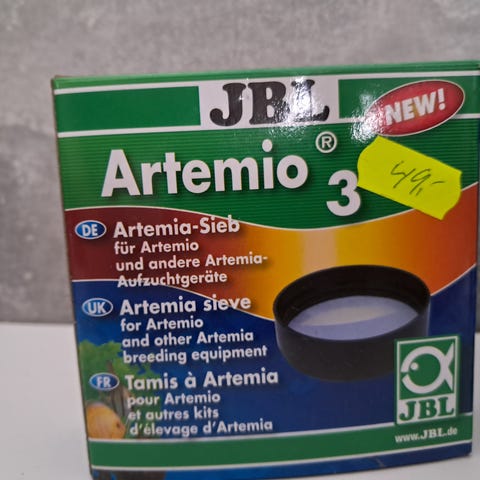 JBL
NEW!
Artemio®
3
49,-
DE Artemia-Sieb
für Artemio
und andere Artemia-
Aufzuchtgeräte
UK Artemia sieve
for Artemio
and other Artemia
breeding equipment
FR Tamis à Artemia
pour Artemio
et autres kits
d'élevage d'Artemia
JBL
www.JBL.de